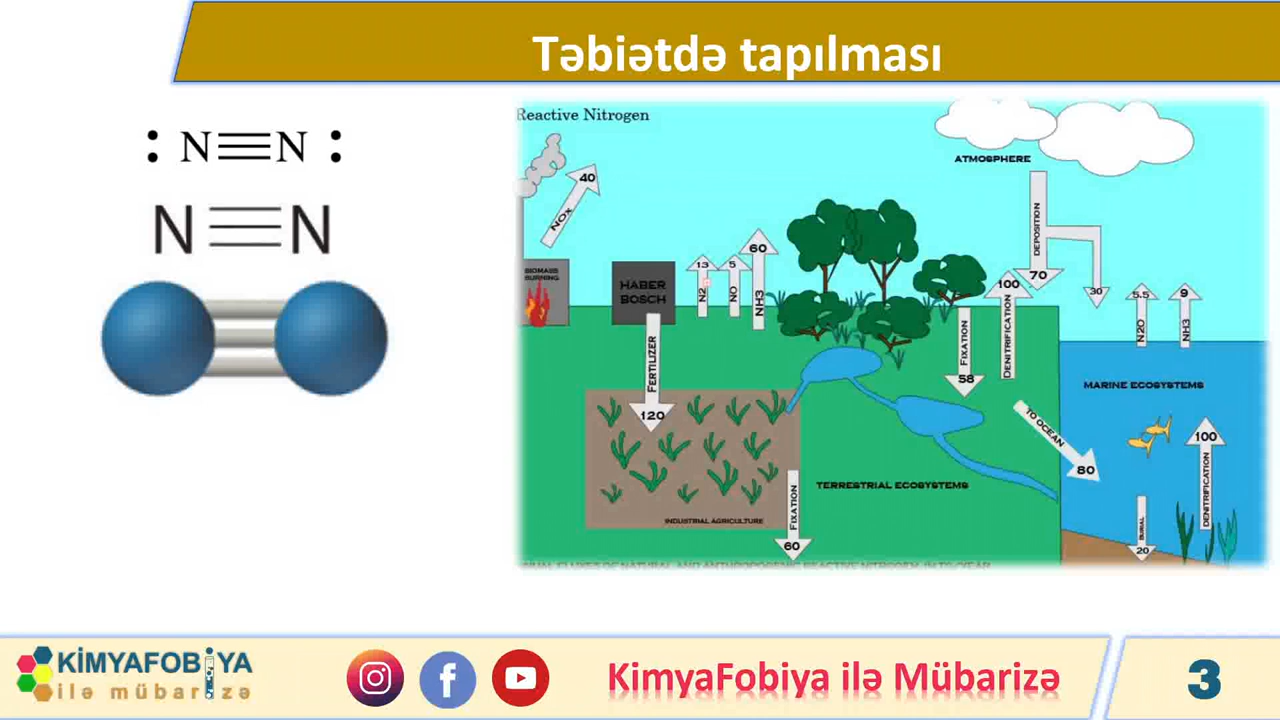 Təbiətdə tapılması
: N≡N :
N≡N
Reactive Nitrogen
ATMOSPHERE
40
NOx
DEPOSITION
70
30
BIOMASS
BURNING
HABER
BOSCH
13
N2
5
NO
60
NH3
100
DENITRIFICATION
FIXATION
58
5.5
N2O
9
NH3
FERTILIZER
120
MARINE ECOSYSTEMS
TO OCEAN
80
100
DENITRIFICATION
TERRESTRIAL ECOSYSTEMS
INDUSTRIAL AGRICULTURE
FIXATION
60
BURIAL
20
KİMYAFOBİYA
ilə mübarizə
KimyaFobiya ilə Mübarizə
3